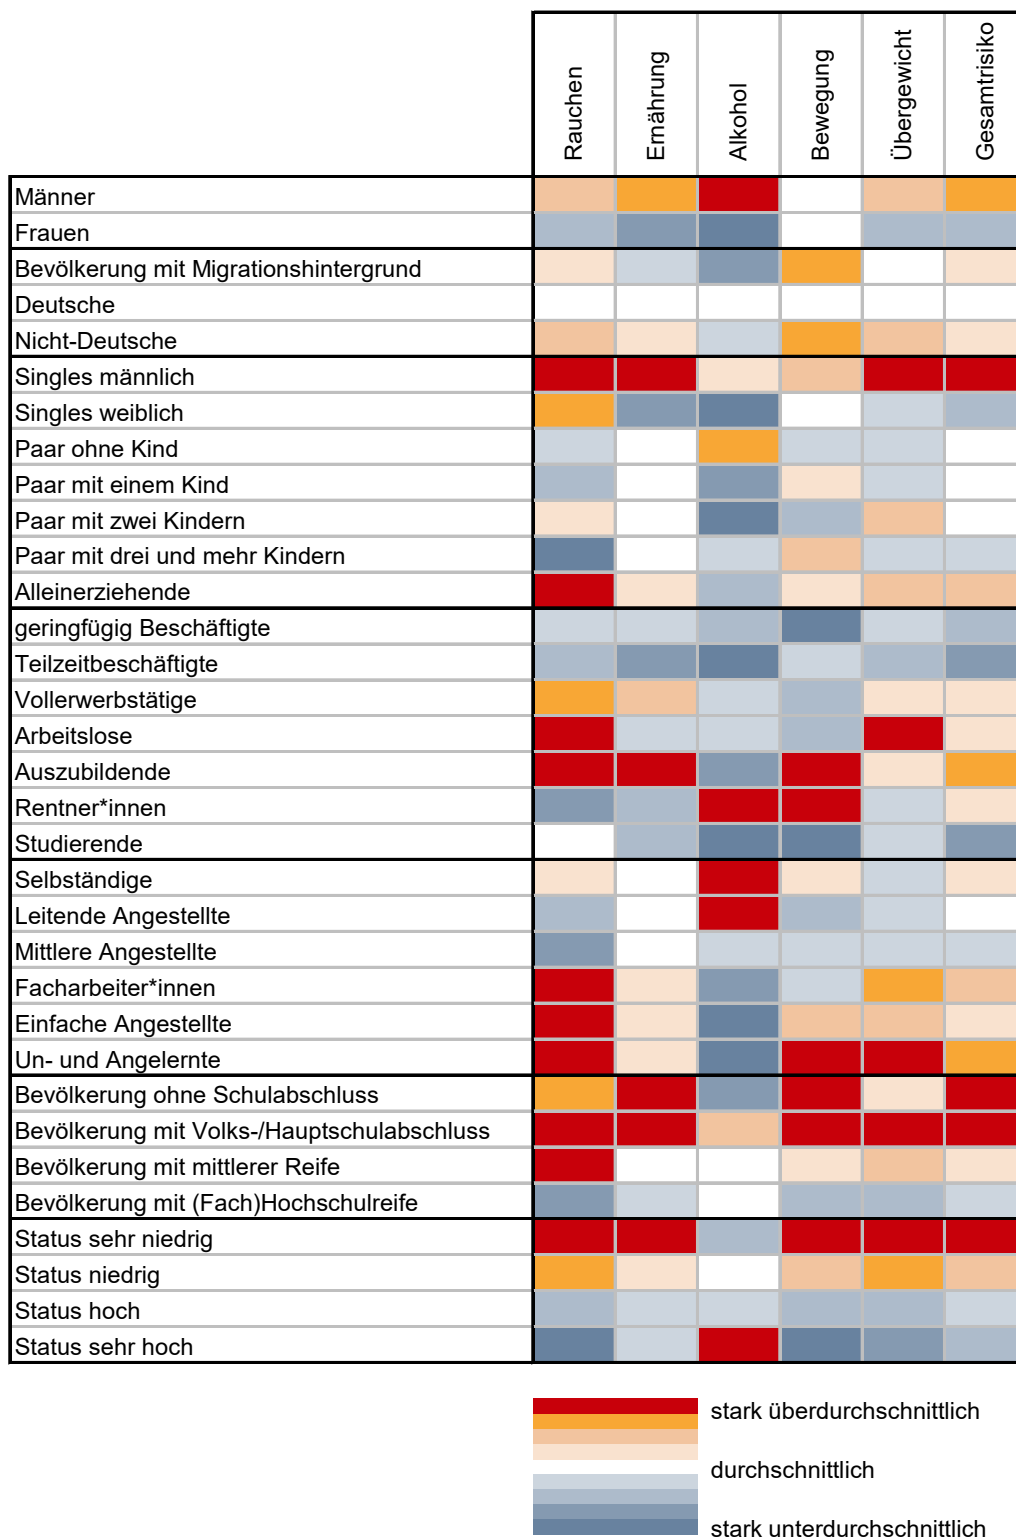 Rauchen
Ernährung
Alkohol
Bewegung
Übergewicht
Gesamtrisiko
Männer
Frauen
Bevölkerung mit Migrationshintergrund
Deutsche
Nicht-Deutsche
Singles männlich
Singles weiblich
Paar ohne Kind
Paar mit einem Kind
Paar mit zwei Kindern
Paar mit drei und mehr Kindern
Alleinerziehende
geringfügig Beschäftigte
Teilzeitbeschäftigte
Vollerwerbstätige
Arbeitslose
Auszubildende
Rentner*innen
Studierende
Selbständige
Leitende Angestellte
Mittlere Angestellte
Facharbeiter*innen
Einfache Angestellte
Un- und Angelernte
Bevölkerung ohne Schulabschluss
Bevölkerung mit Volks-/Hauptschulabschluss
Bevölkerung mit mittlerer Reife
Bevölkerung mit (Fach)Hochschulreife
Status sehr niedrig
Status niedrig
Status hoch
Status sehr hoch
stark überdurchschnittlich
durchschnittlich
stark unterdurchschnittlich